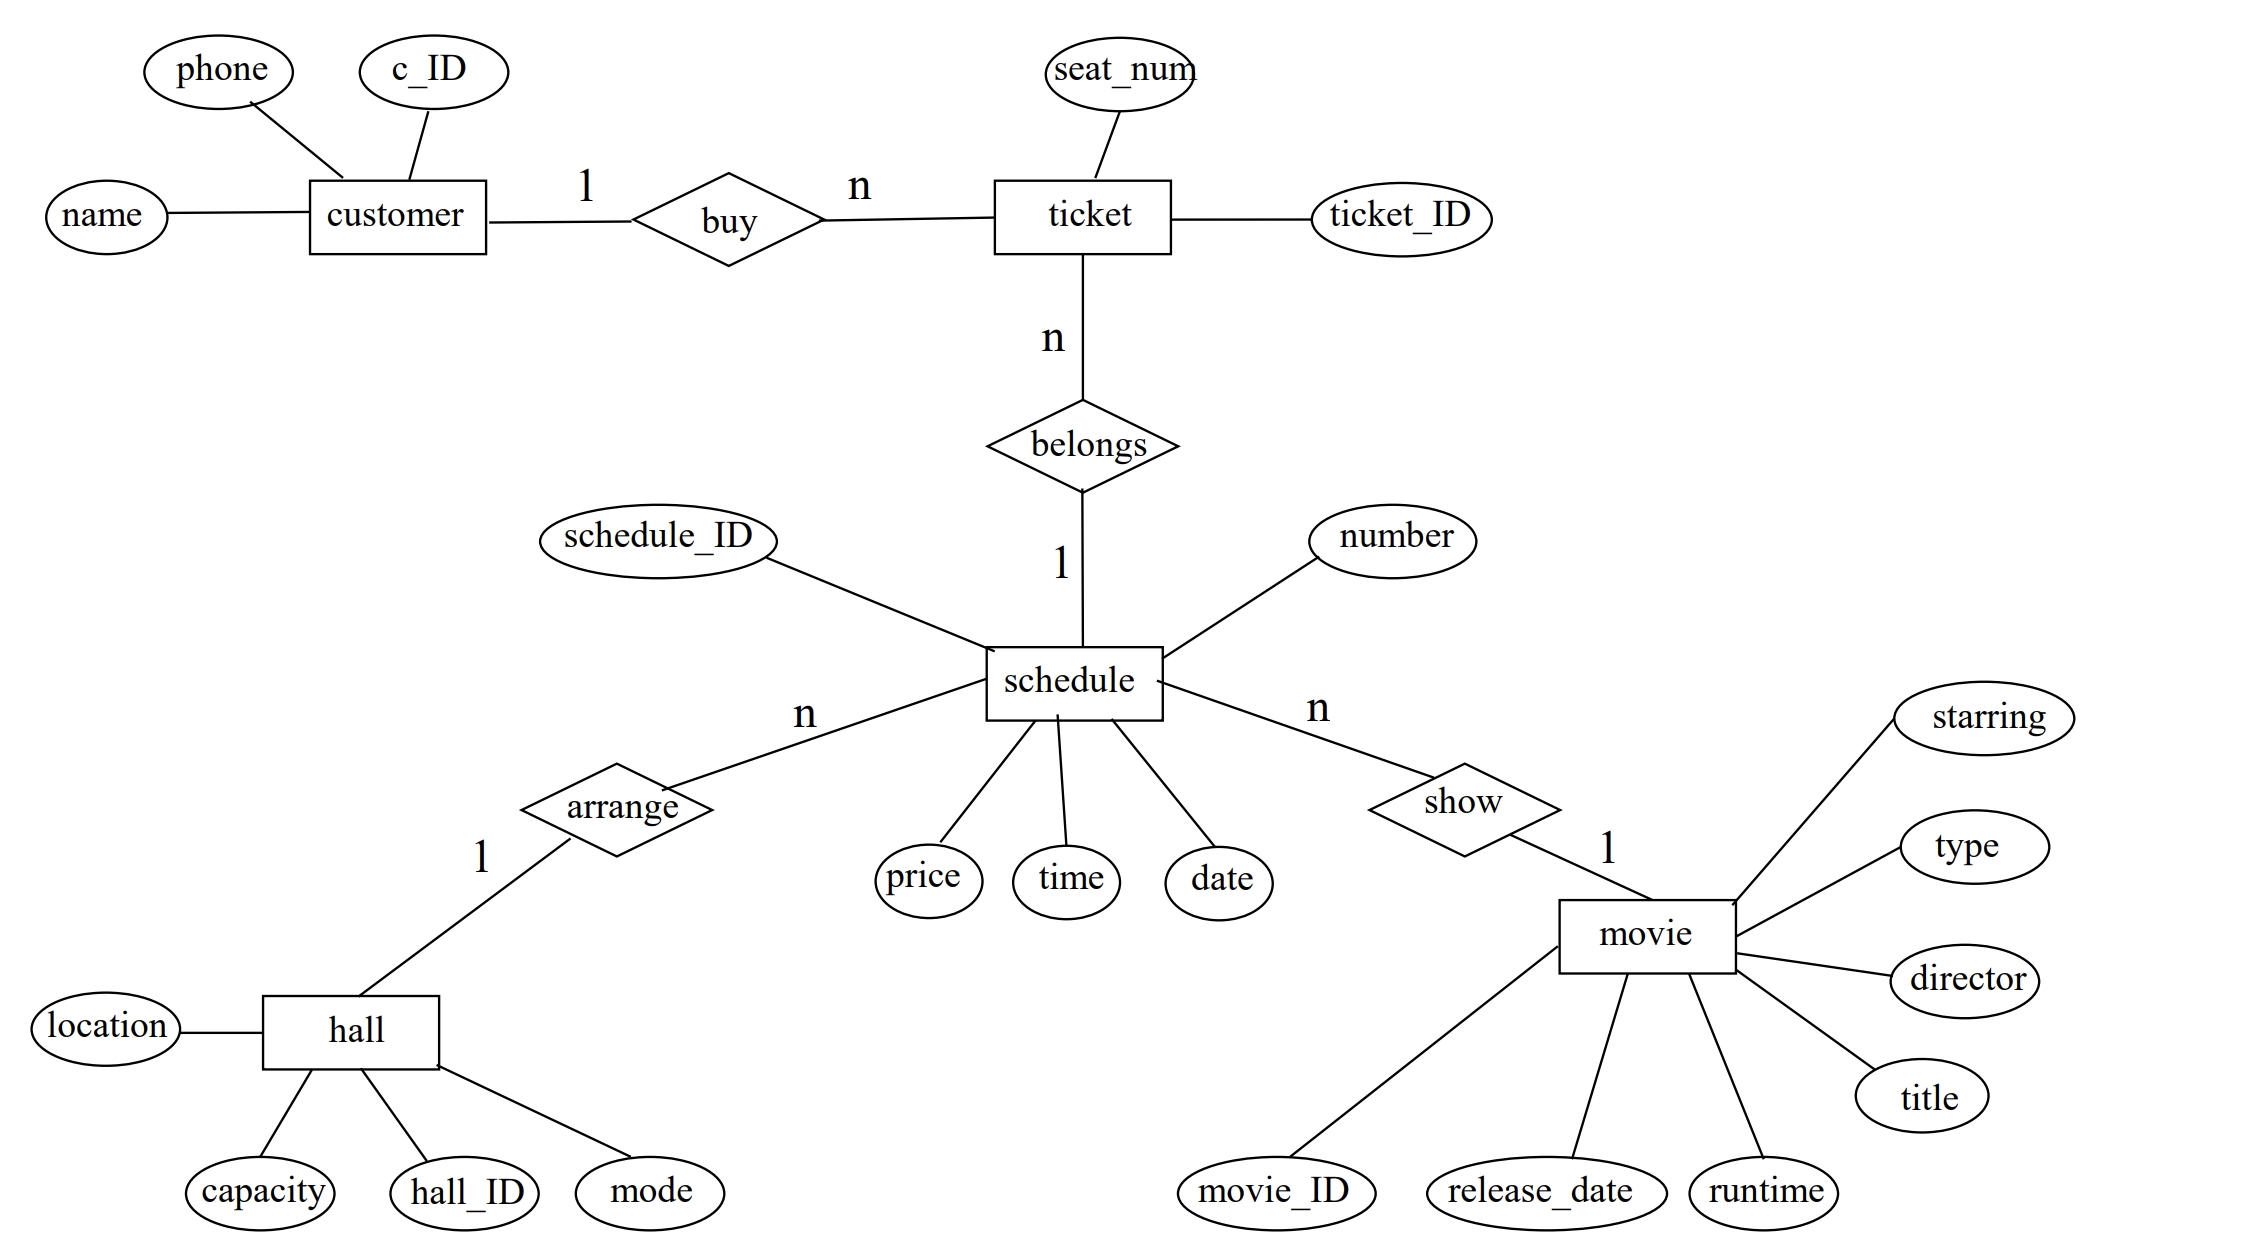 phone
c_ID
seat_num
name
customer
1
buy
n
ticket
ticket_ID
n
belongs
schedule_ID
number
1
schedule
n
n
starring
arrange
show
type
1
price
time
date
1
movie
director
location
hall
title
capacity
hall_ID
mode
movie_ID
release_date
runtime